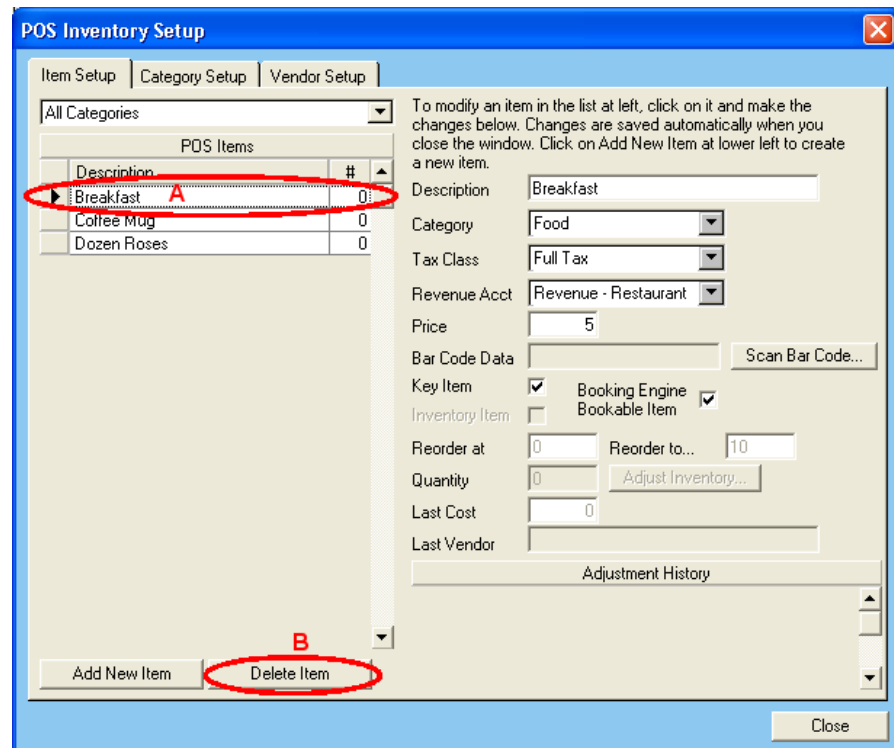 POS Inventory Setup
Item Setup
Category Setup
Vendor Setup
All Categories
POS Items
Description #
A
Breakfast 0
Coffee Mug 0
Dozen Roses 0
B
Add New Item
Delete Item
To modify an item in the list at left, click on it and make the
changes below. Changes are saved automatically when you
close the window. Click on Add New Item at lower left to create
a new item.
Description Breakfast
Category Food
Tax Class Full Tax
Revenue Acct Revenue - Restaurant
Price 5
Bar Code Data Scan Bar Code...
Key Item
Booking Engine
Bookable Item
Inventory Item
Reorder at 0 Reorder to... 10
Quantity 0 Adjust Inventory...
Last Cost 0
Last Vendor
Adjustment History
Close